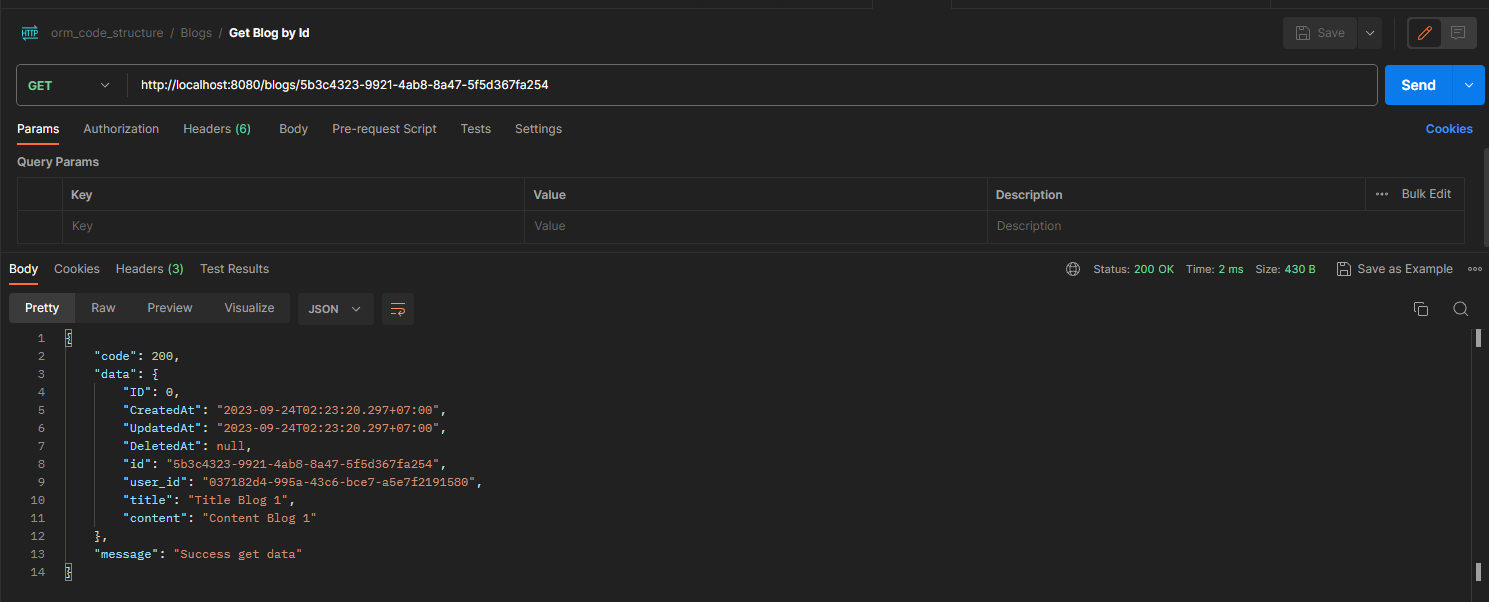 HTTP orm_code_structure / Blogs / Get Blog by Id Save
GET http://localhost:8080/blogs/5b3c4323-9921-4ab8-8a47-5f5d367fa254 Send
Params Authorization Headers (6) Body Pre-request Script Tests Settings Cookies
Query Params
Key Value Description ••• Bulk Edit
Key Value Description
Body Cookies Headers (3) Test Results Status: 200 OK Time: 2 ms Size: 430 B Save as Example •••
Pretty Raw Preview Visualize JSON
1 {
2 "code": 200,
3 "data": {
4 "ID": 0,
5 "CreatedAt": "2023-09-24T02:23:20.297+07:00",
6 "UpdatedAt": "2023-09-24T02:23:20.297+07:00",
7 "DeletedAt": null,
8 "id": "5b3c4323-9921-4ab8-8a47-5f5d367fa254",
9 "user_id": "037182d4-995a-43c6-bce7-a5e7f2191580",
10 "title": "Title Blog 1",
11 "content": "Content Blog 1"
12 },
13 "message": "Success get data"
14 }